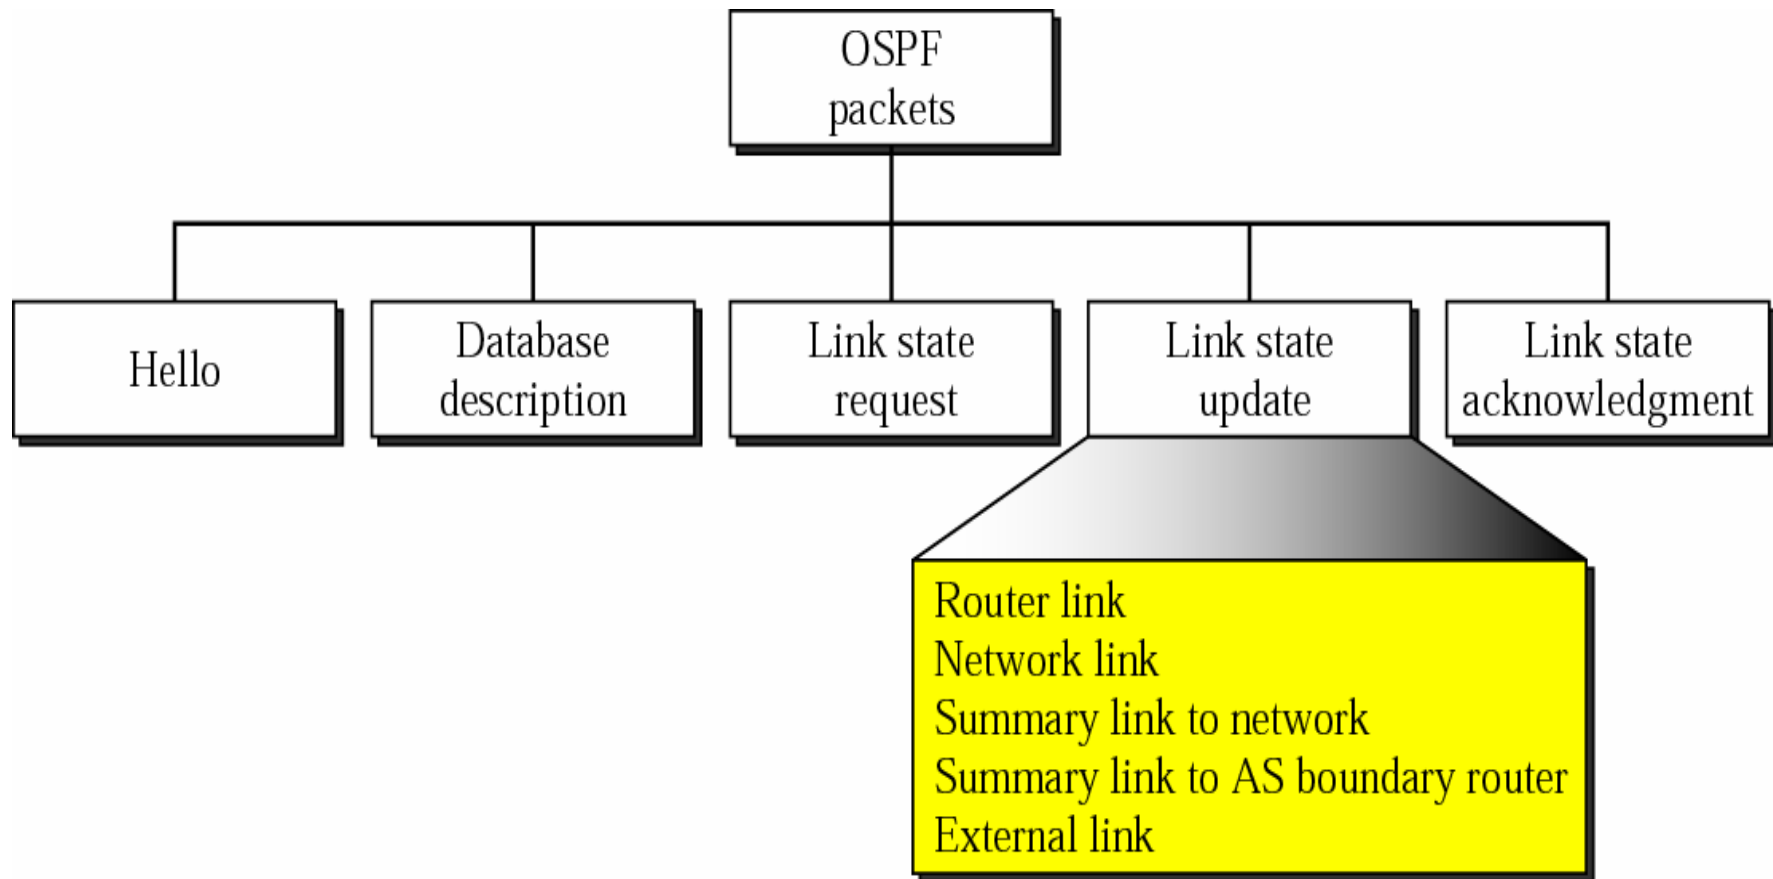 OSPF
packets
Hello
Database
description
Link state
request
Link state
update
Link state
acknowledgment
Router link
Network link
Summary link to network
Summary link to AS boundary router
External link